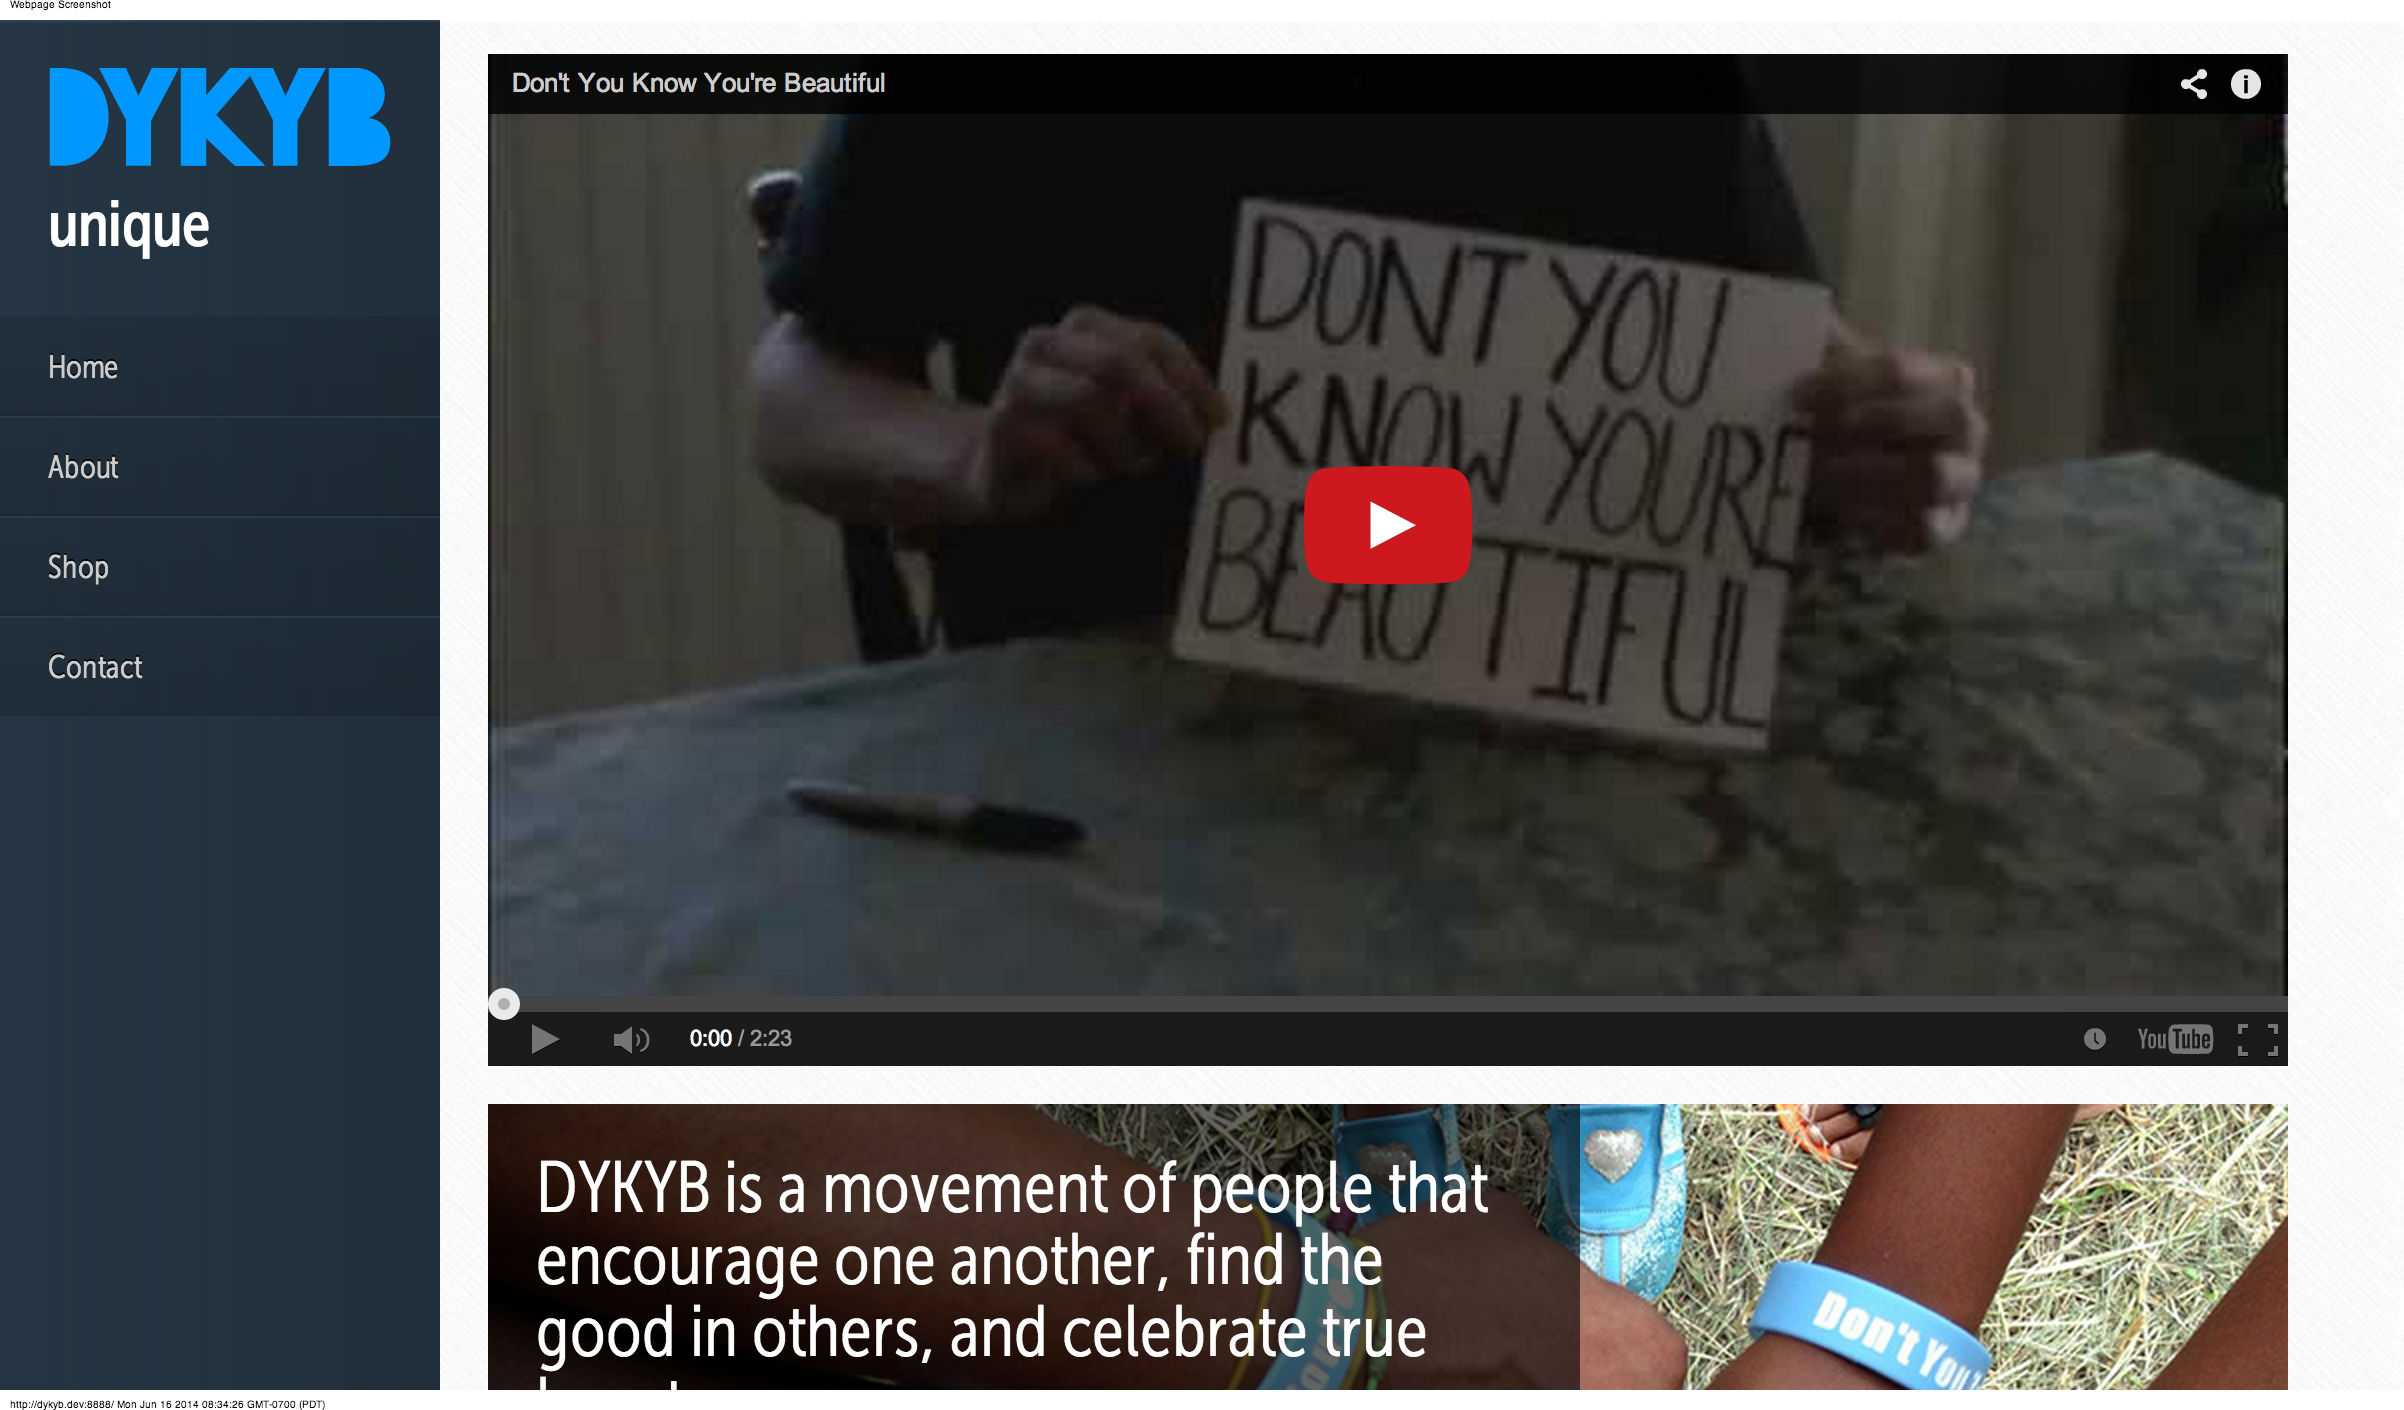 Webpage Screenshot
DYKYB
unique
Home
About
Shop
Contact
Don't You Know You're Beautiful
DONT YOU
KNOW YOURE
BEAUTIFUL
0:00 / 2:23
YouTube
DYKYB is a movement of people that
encourage one another, find the
good in others, and celebrate true
Don't You
http://dykyb.dev:8888/ Mon Jun 16 2014 08:34:26 GMT-0700 (PDT)